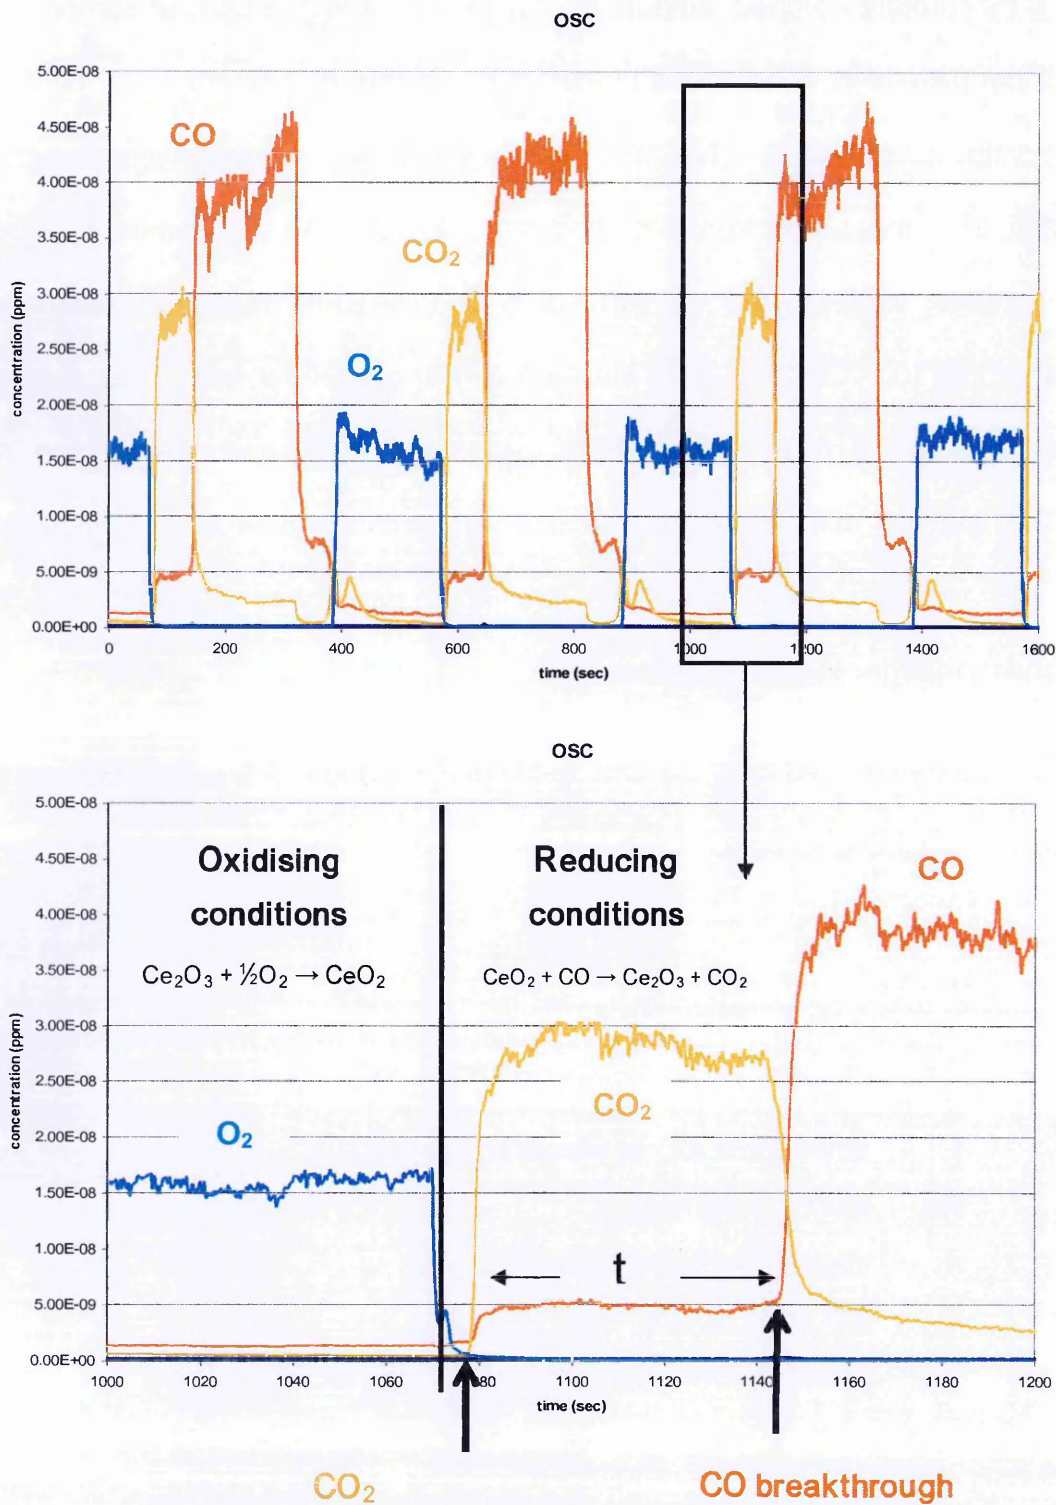 OSC
5.00E-08
4.50E-08
4.00E-08
3.50E-08
3.00E-08
2.50E-08
2.00E-08
1.50E-08
1.00E-08
5.00E-09
0.00E+00
concentration (ppm)
CO
CO₂
O₂
0 200 400 600 800 1000 1200 1400 1600
time (sec)
OSC
5.00E-08
4.50E-08
4.00E-08
3.50E-08
3.00E-08
2.50E-08
2.00E-08
1.50E-08
1.00E-08
5.00E-09
0.00E+00
concentration (ppm)
Oxidising
conditions
Ce₂O₃ + ½O₂ → CeO₂
Reducing
conditions
CeO₂ + CO → Ce₂O₃ + CO₂
CO
CO₂
O₂
t
1000 1020 1040 1060 1080 1100 1120 1140 1160 1180 1200
time (sec)
CO₂
CO breakthrough